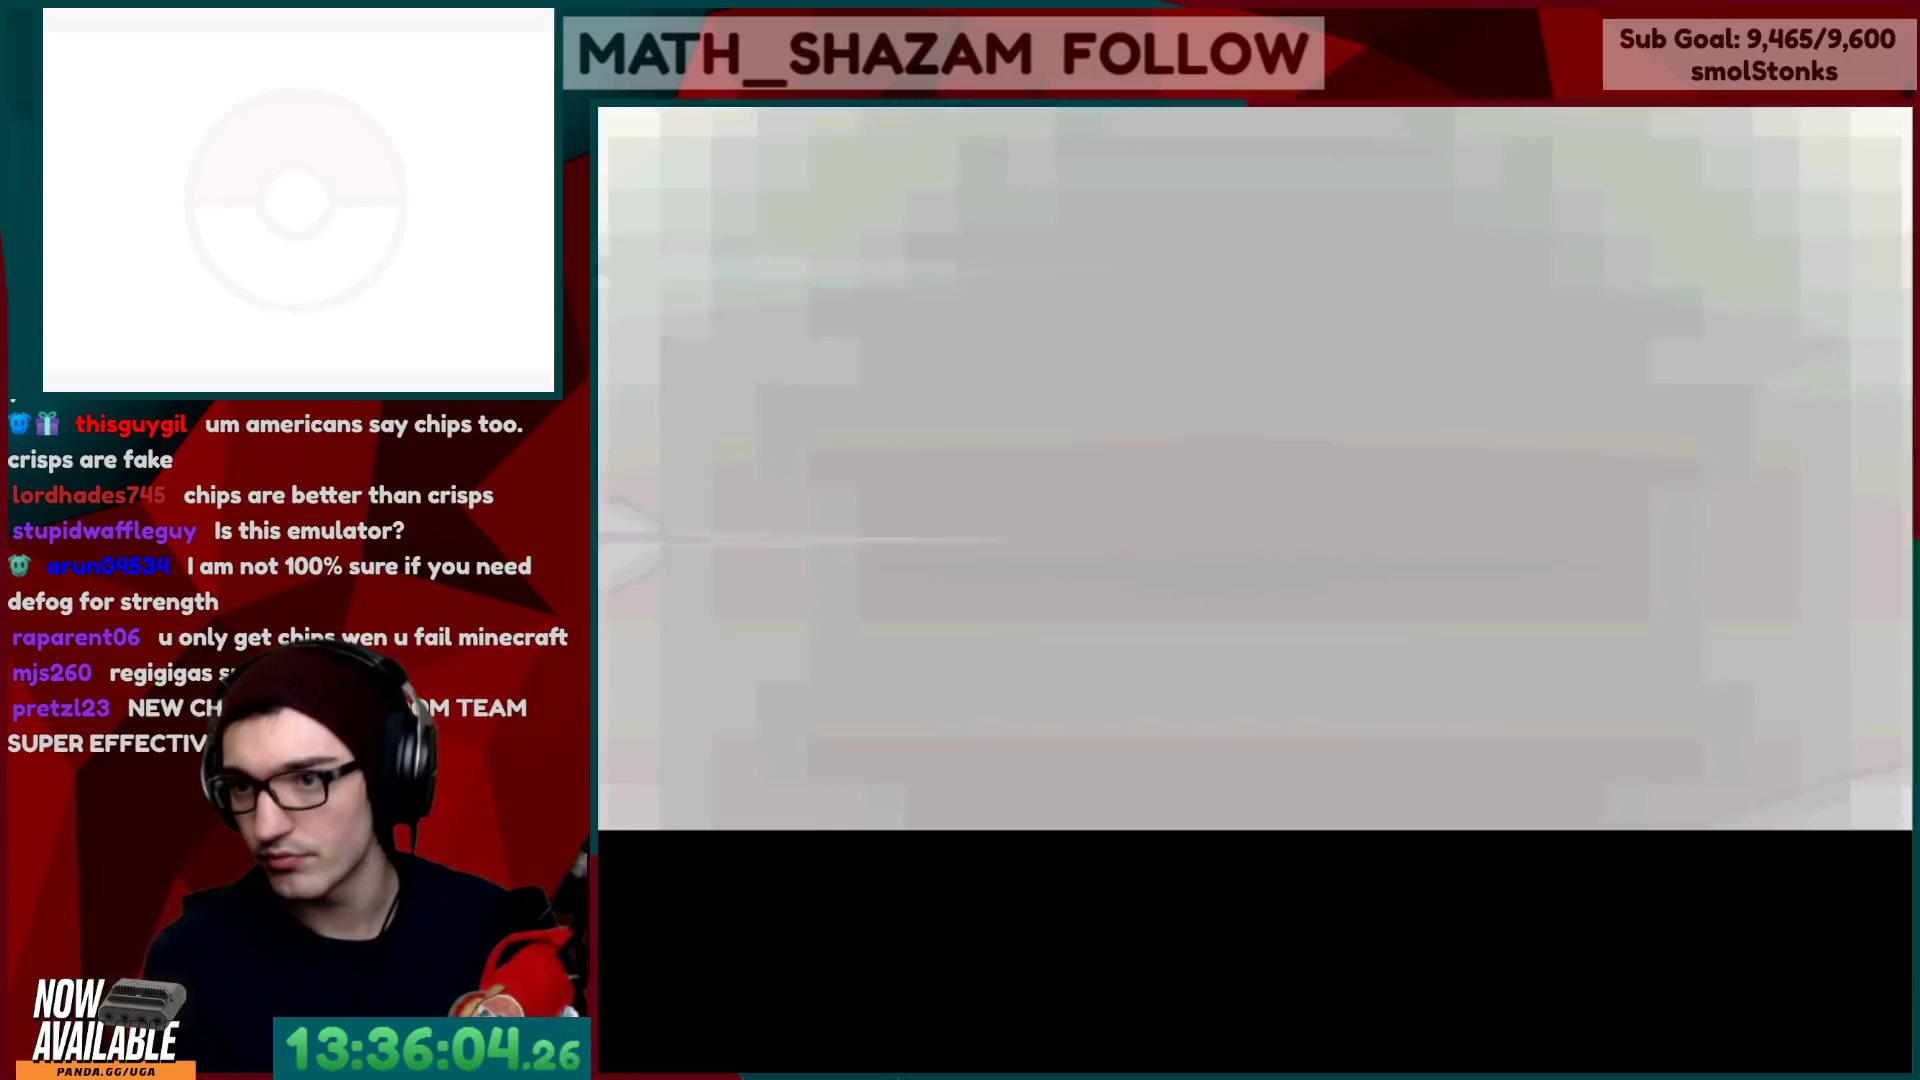 MATH_SHAZAM FOLLOW
Sub Goal: 9,465/9,600
smolStonks
thisguygil um americans say chips too.
crisps are fake
lordhades745 chips are better than crisps
stupidwaffleguy Is this emulator?
arun04534 I am not 100% sure if you need
defog for strength
raparent06 u only get chips wen u fail minecraft
mjs260 regigigas
pretzl23 NEW TEAM
SUPER
NOW
AVAILABLE
PANDA.GG/UGA
13:36:04.26